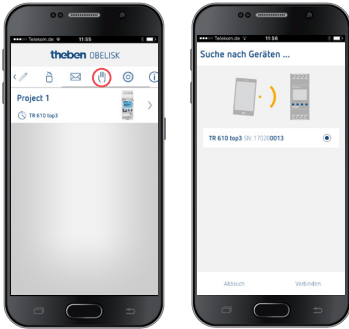 Telekom.de 11:55
theben OBELISK
Project 1
TR 610 top3
Telekom.de 11:56
Suche nach Geräten ...
TR 610 top3 SN: 170200013
Abbruch Verbinden